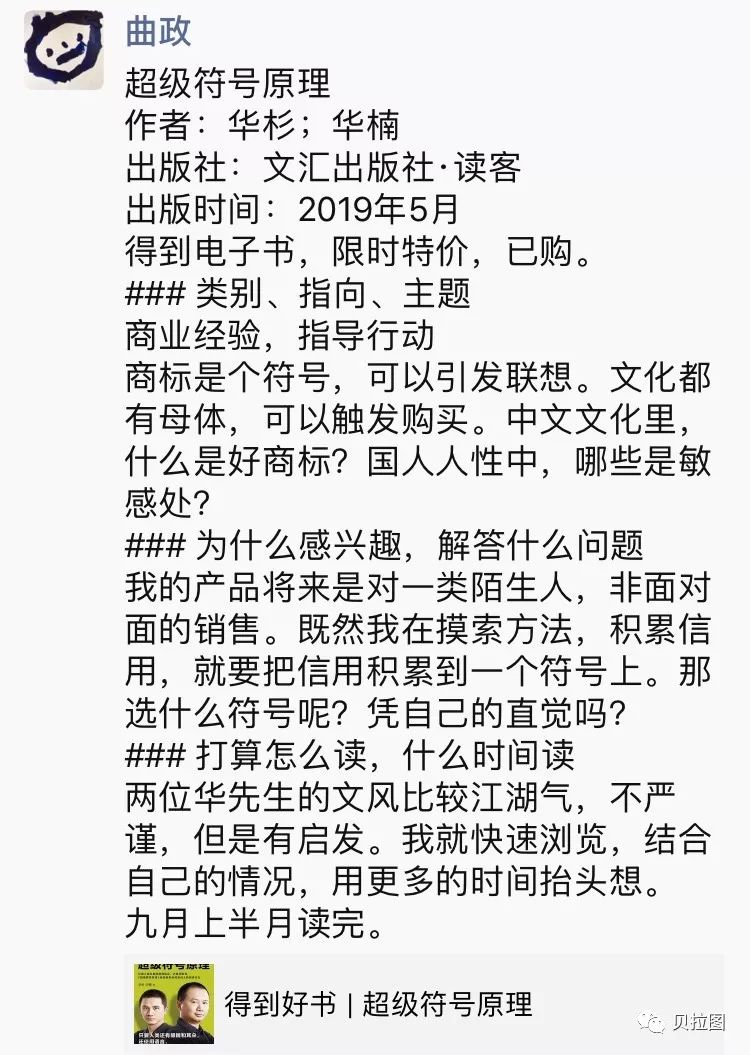 曲政
超级符号原理
作者：华杉；华楠
出版社：文汇出版社·读客
出版时间：2019年5月
得到电子书，限时特价，已购。
### 类别、指向、主题
商业经验，指导行动
商标是个符号，可以引发联想。文化都
有母体，可以触发购买。中文文化里，
什么是好商标？国人人性中，哪些是敏
感处？
### 为什么感兴趣，解答什么问题
我的产品将来是对一类陌生人，非面对
面的销售。既然我在摸索方法，积累信
用，就要把信用积累到一个符号上。那
选什么符号呢？凭自己的直觉吗？
### 打算怎么读，什么时间读
两位华先生的文风比较江湖气，不严
谨，但是有启发。我就快速浏览，结合
自己的情况，用更多的时间抬头想。
九月上半月读完。
超级符号原理
得到好书 | 超级符号原理
贝拉图